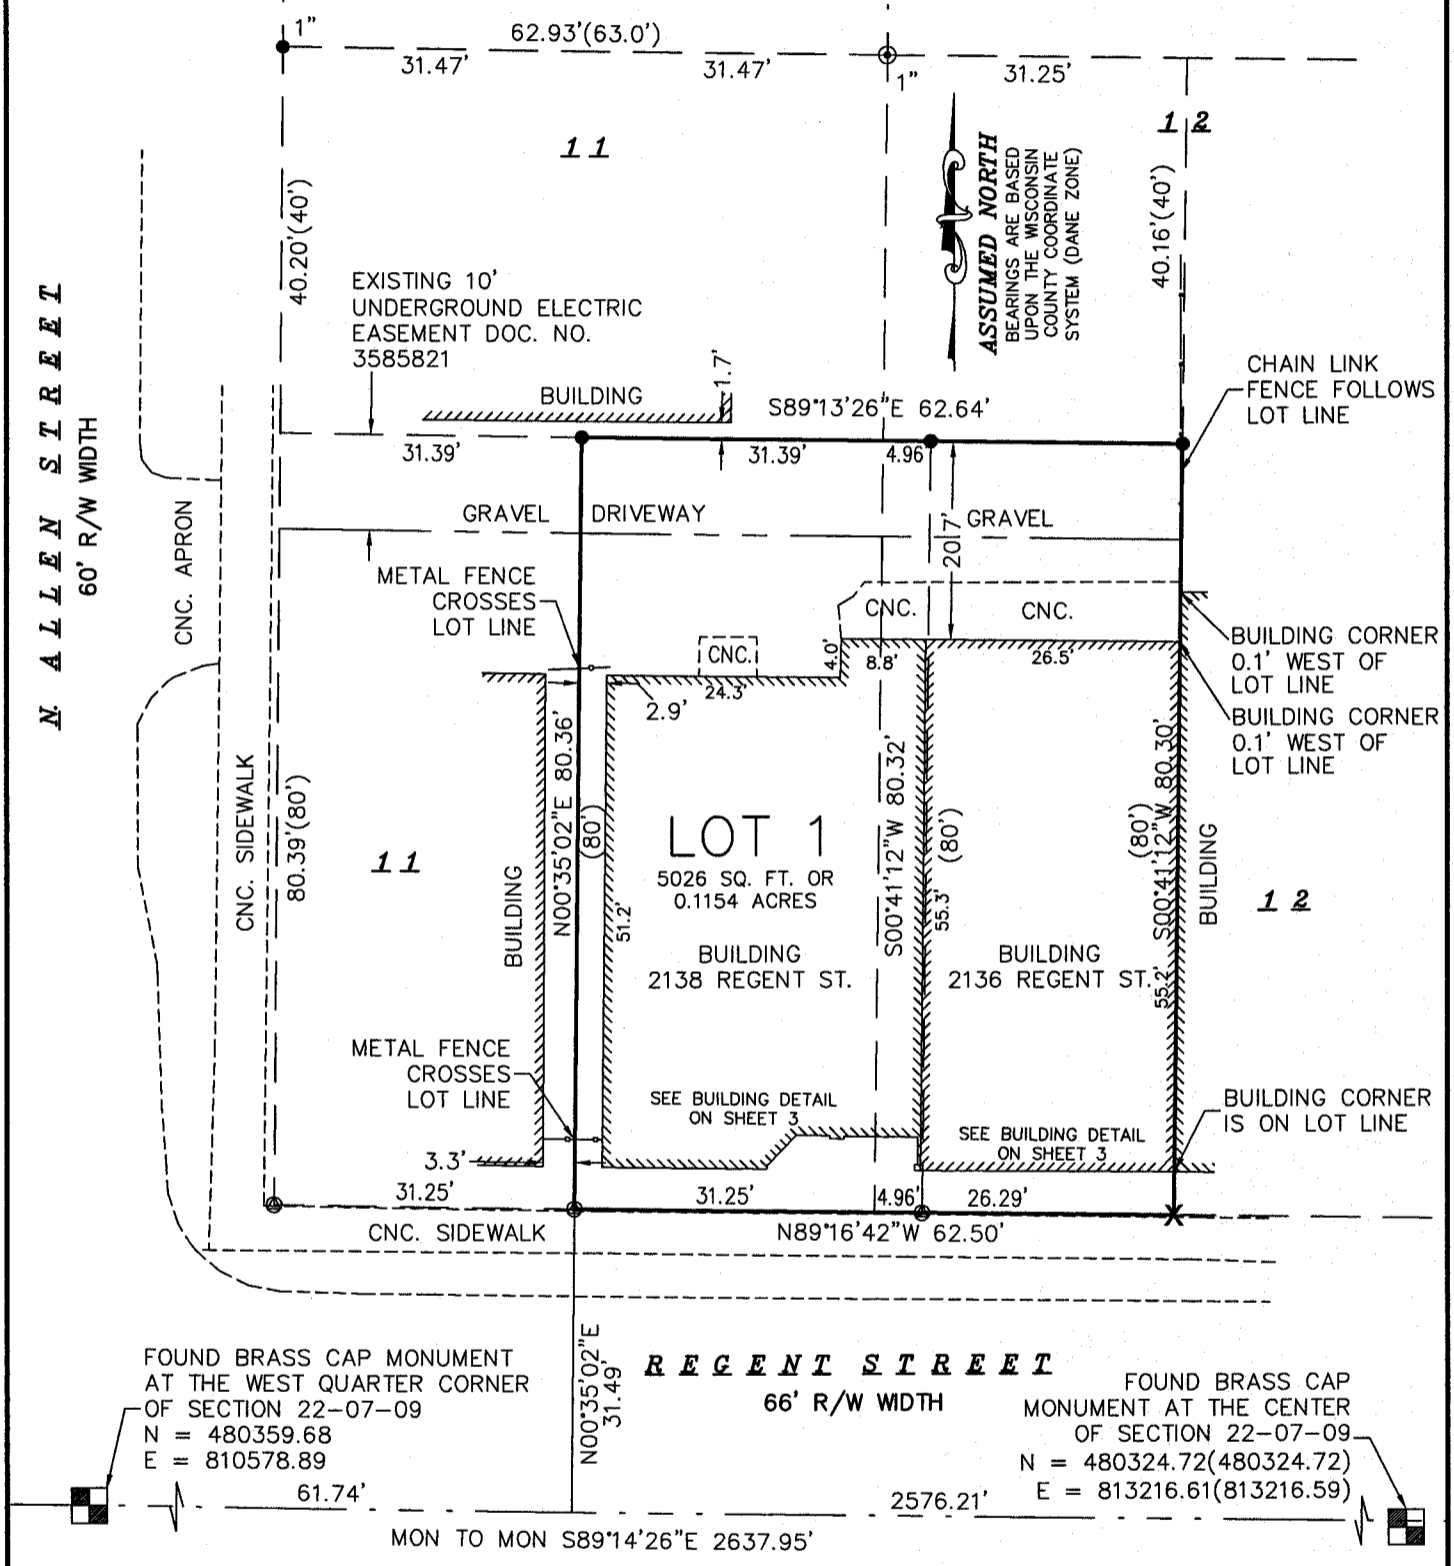 1"
62.93'(63.0')
31.47'
31.47'
1"
31.25'
11
12
40.20'(40')
ASSUMED NORTH
BEARINGS ARE BASED
UPON THE WISCONSIN
COUNTY COORDINATE
SYSTEM (DANE ZONE)
40.16'(40')
EXISTING 10'
UNDERGROUND ELECTRIC
EASEMENT DOC. NO.
3585821
N. ALLEN STREET
60' R/W WIDTH
BUILDING
1.7'
S89°13'26"E 62.64'
CHAIN LINK
FENCE FOLLOWS
LOT LINE
31.39'
31.39'
4.96
CNC. APRON
GRAVEL DRIVEWAY
20.7'
GRAVEL
METAL FENCE
CROSSES
LOT LINE
CNC.
CNC.
CNC.
4.0'
8.8'
26.5'
24.3'
2.9'
BUILDING CORNER
0.1' WEST OF
LOT LINE
BUILDING CORNER
0.1' WEST OF
LOT LINE
CNC. SIDEWALK
80.39'(80')
11
BUILDING
N00°35'02"E 80.36'
(80')
51.2'
LOT 1
5026 SQ. FT. OR
0.1154 ACRES
BUILDING
2138 REGENT ST.
S00°41'12"W 80.32'
(80')
55.3'
BUILDING
2136 REGENT ST.
S00°41'12"W 80.30'
(80')
55.2'
BUILDING
12
METAL FENCE
CROSSES
LOT LINE
SEE BUILDING DETAIL
ON SHEET 3
SEE BUILDING DETAIL
ON SHEET 3
BUILDING CORNER
IS ON LOT LINE
3.3'
31.25'
31.25'
4.96'
26.29'
CNC. SIDEWALK
N89°16'42"W 62.50'
N00°35'02"E
31.49'
REGENT STREET
66' R/W WIDTH
FOUND BRASS CAP MONUMENT
AT THE WEST QUARTER CORNER
OF SECTION 22-07-09
N = 480359.68
E = 810578.89
FOUND BRASS CAP
MONUMENT AT THE CENTER
OF SECTION 22-07-09
N = 480324.72(480324.72)
E = 813216.61(813216.59)
61.74'
2576.21'
MON TO MON S89°14'26"E 2637.95'